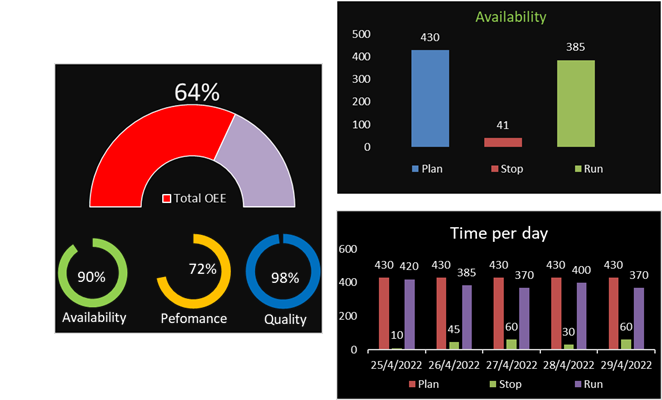 64%
Total OEE
90%
72%
98%
Availability
Pefomance
Quality
Availability
500
400
300
200
100
0
430
41
385
Plan
Stop
Run
Time per day
600
400
200
0
430 420 430 385 430 370 430 400 430 370
10 45 60 30 60
25/4/2022 26/4/2022 27/4/2022 28/4/2022 29/4/2022
Plan
Stop
Run